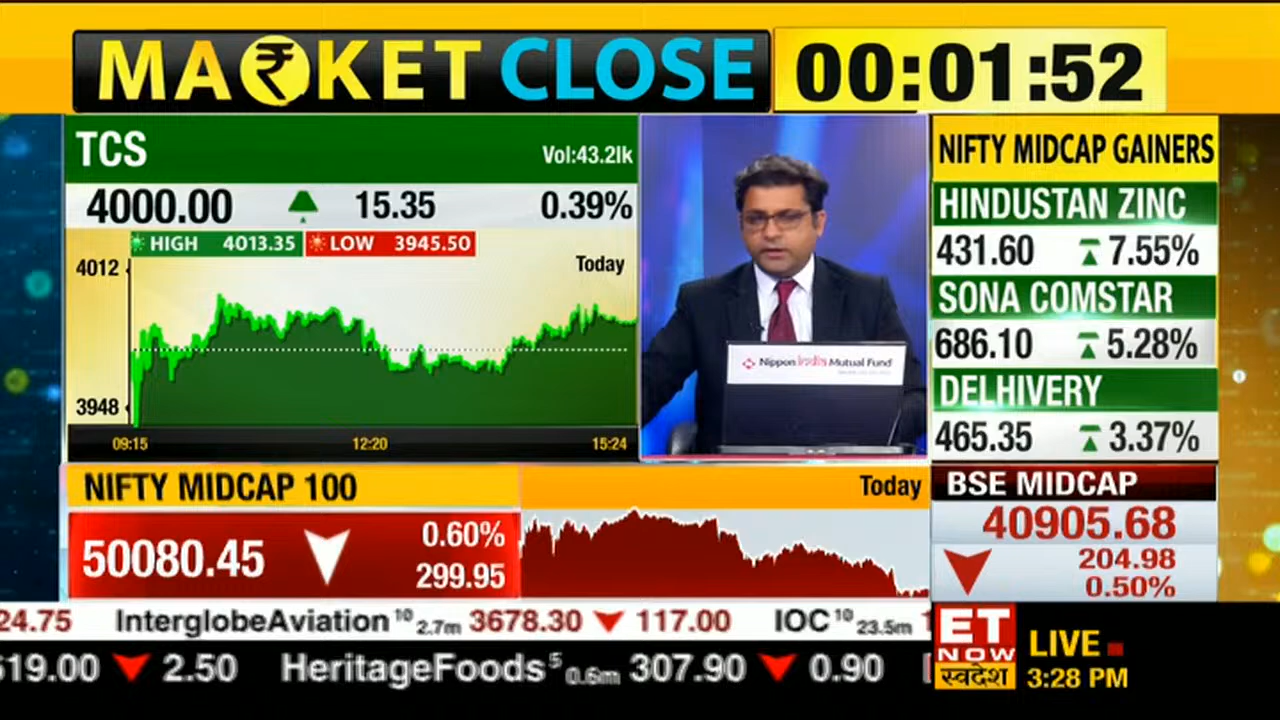 MA₹KET CLOSE
00:01:52
TCS
Vol:43.2lk
4000.00 15.35 0.39%
HIGH 4013.35 LOW 3945.50
Today
4012
3948
09:15 12:20 15:24
Nippon india Mutual Fund
NIFTY MIDCAP GAINERS
HINDUSTAN ZINC
431.60 7.55%
SONA COMSTAR
686.10 5.28%
DELHIVERY
465.35 3.37%
NIFTY MIDCAP 100
Today
50080.45
0.60%
299.95
BSE MIDCAP
40905.68
204.98
0.50%
24.75 InterglobeAviation 10 2.7m 3678.30 117.00 IOC 10 23.5m
519.00 2.50 HeritageFoods 5 0.6m 307.90 0.90
ET
NOW
स्वदेश
LIVE
3:28 PM